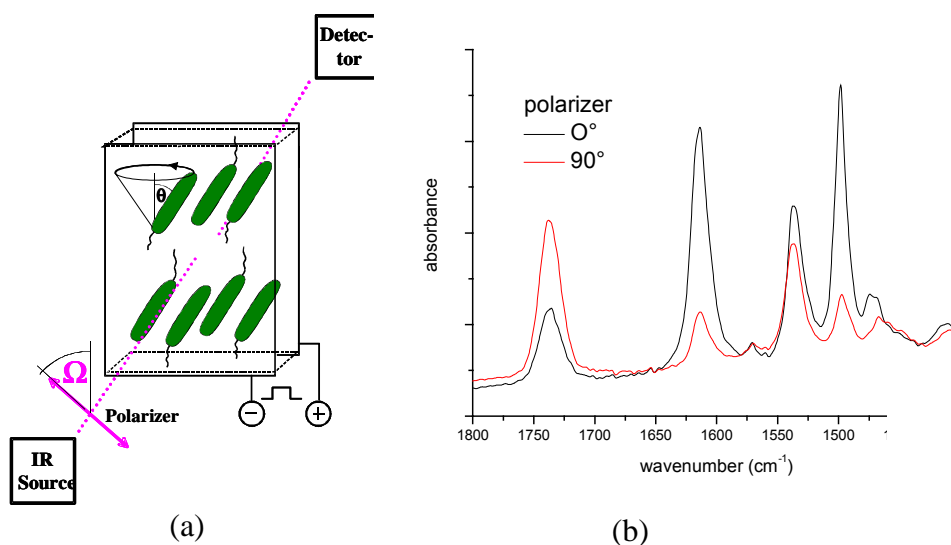 Detec-
tor
θ
Ω
Polarizer
IR
Source
(a)
polarizer
O°
90°
absorbance
1800 1750 1700 1650 1600 1550 1500
wavenumber (cm⁻¹)
(b)